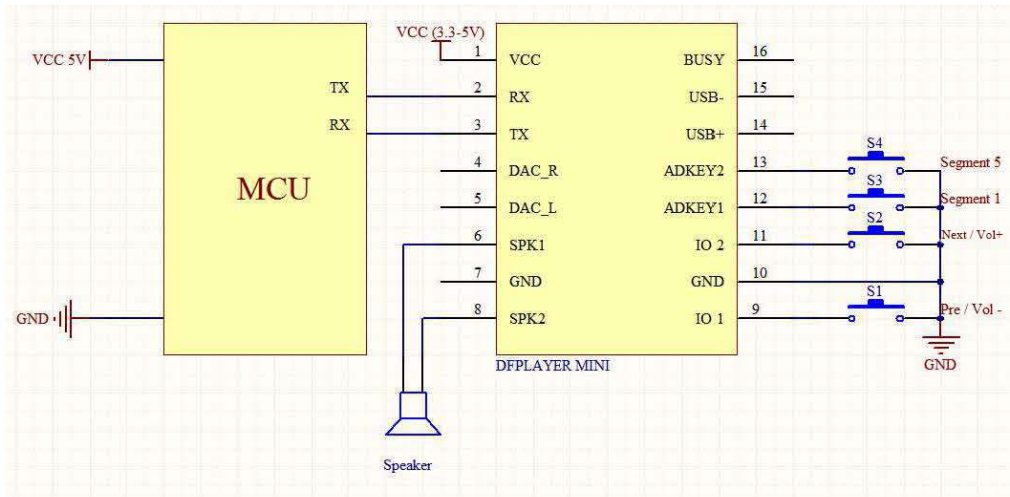 VCC 5V
TX
RX
MCU
GND
VCC (3.3-5V)
1 VCC
2 RX
3 TX
4 DAC_R
5 DAC_L
6 SPK1
7 GND
8 SPK2
BUSY 16
USB- 15
USB+ 14
ADKEY2 13
ADKEY1 12
IO 2 11
GND 10
IO 1 9
S4
Segment 5
S3
Segment 1
S2
Next / Vol+
S1
Pre / Vol -
GND
DFPLAYER MINI
Speaker